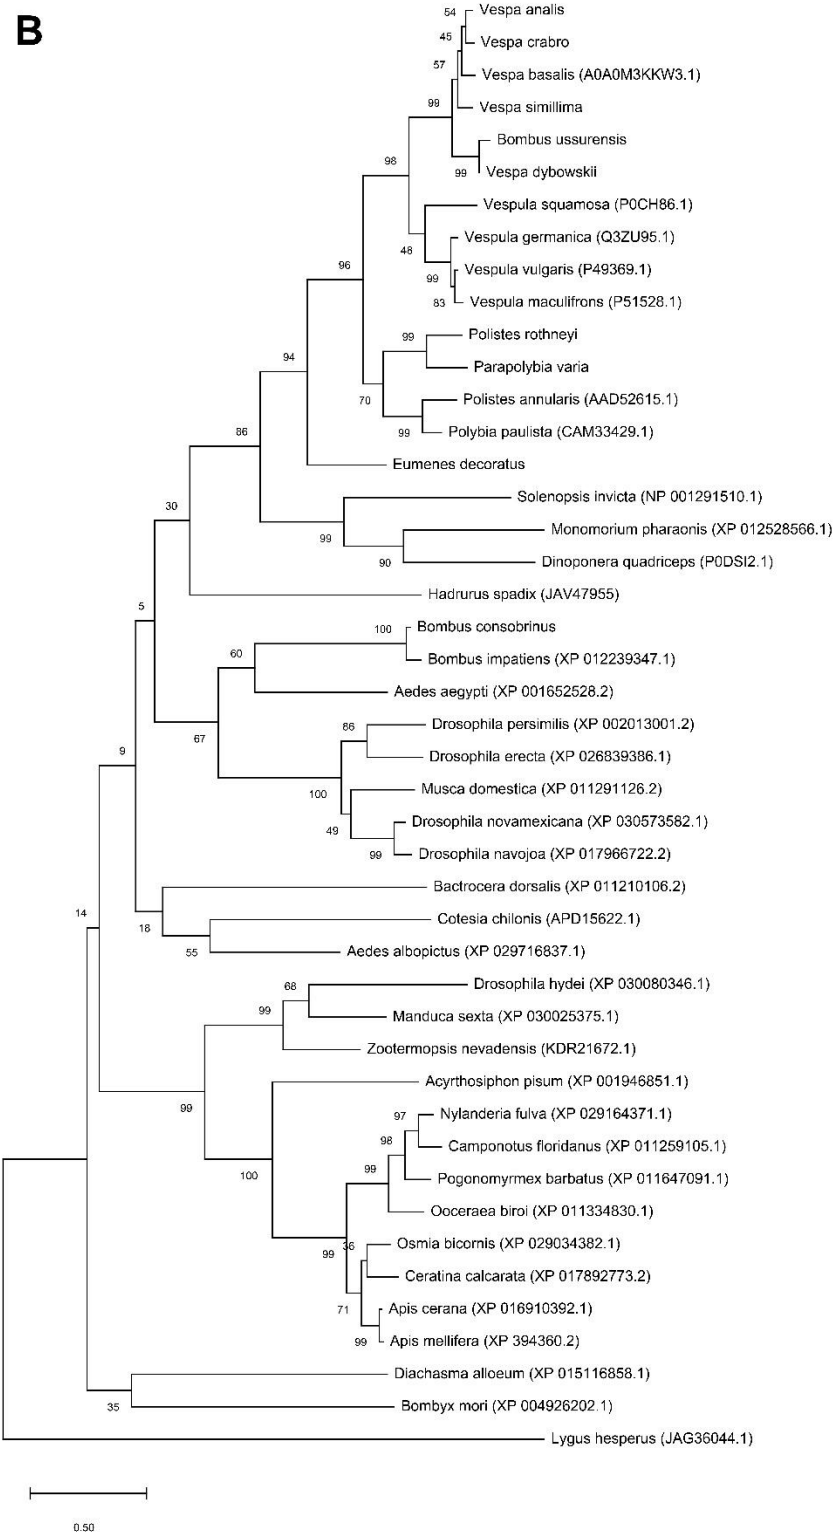 B
54
Vespa analis
45
Vespa crabro
57
Vespa basalis (A0A0M3KKW3.1)
99
Vespa simillima
Bombus ussurensis
98
99
Vespa dybowskii
Vespula squamosa (P0CH86.1)
Vespula germanica (Q3ZU95.1)
48
96
99
Vespula vulgaris (P49369.1)
83
Vespula maculifrons (P51528.1)
99
Polistes rothneyi
94
Parapolybia varia
70
Polistes annularis (AAD52615.1)
86
99
Polybia paulista (CAM33429.1)
Eumenes decoratus
30
Solenopsis invicta (NP 001291510.1)
99
Monomorium pharaonis (XP 012528566.1)
90
Dinoponera quadriceps (P0DSI2.1)
Hadrurus spadix (JAV47955)
5
100
Bombus consobrinus
60
Bombus impatiens (XP 012239347.1)
Aedes aegypti (XP 001652528.2)
86
Drosophila persimilis (XP 002013001.2)
67
9
Drosophila erecta (XP 026839386.1)
100
Musca domestica (XP 011291126.2)
49
Drosophila novamexicana (XP 030573582.1)
99
Drosophila navojoa (XP 017966722.2)
Bactrocera dorsalis (XP 011210106.2)
14
18
Cotesia chilonis (APD15622.1)
55
Aedes albopictus (XP 029716837.1)
68
Drosophila hydei (XP 030080346.1)
99
Manduca sexta (XP 030025375.1)
Zootermopsis nevadensis (KDR21672.1)
99
Acyrthosiphon pisum (XP 001946851.1)
97
Nylanderia fulva (XP 029164371.1)
98
Camponotus floridanus (XP 011259105.1)
99
100
Pogonomyrmex barbatus (XP 011647091.1)
Ooceraea biroi (XP 011334830.1)
36
99
Osmia bicornis (XP 029034382.1)
Ceratina calcarata (XP 017892773.2)
71
Apis cerana (XP 016910392.1)
99
Apis mellifera (XP 394360.2)
Diachasma alloeum (XP 015116858.1)
35
Bombyx mori (XP 004926202.1)
Lygus hesperus (JAG36044.1)
0.50